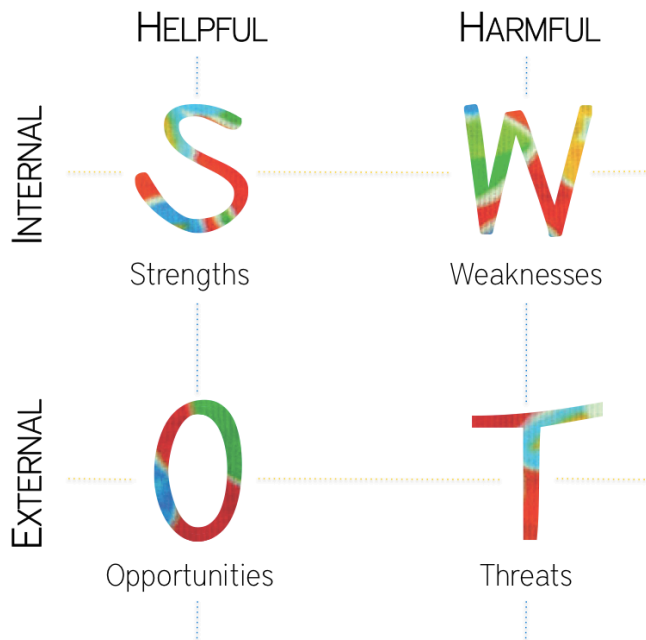 HELPFUL HARMFUL
INTERNAL
S W
Strengths Weaknesses
EXTERNAL
O T
Opportunities Threats